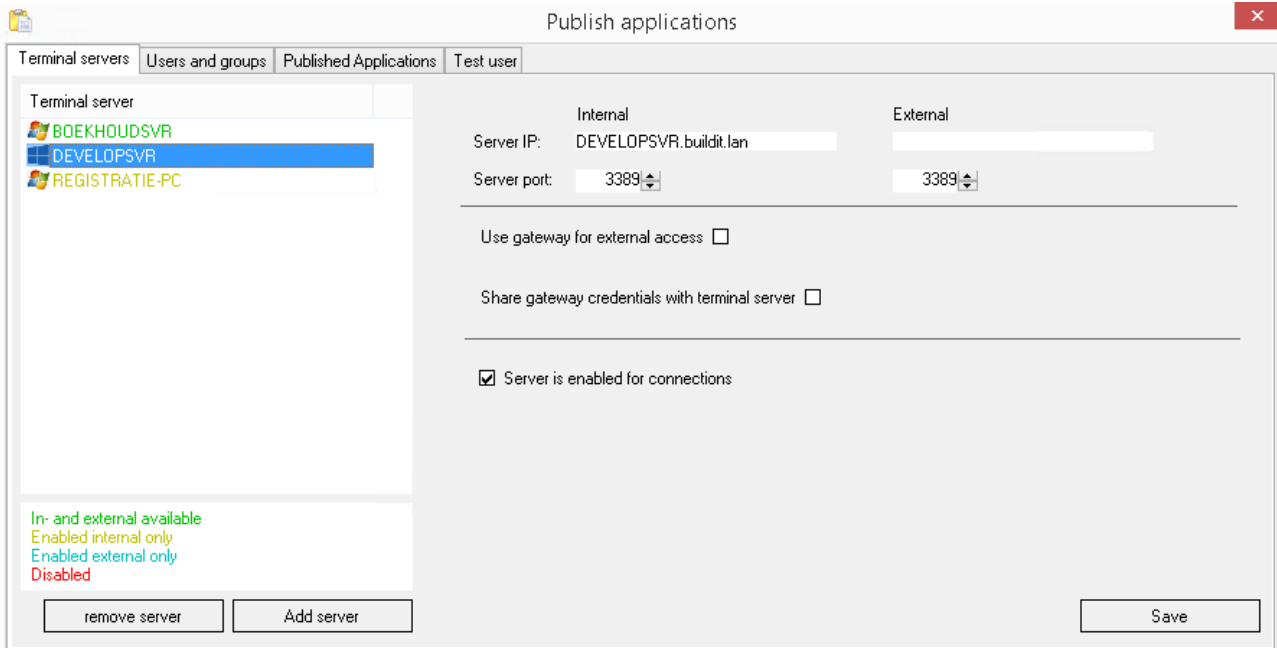 Publish applications
Terminal servers Users and groups Published Applications Test user
Terminal server
BOEKHOUDSVR
DEVELOPSVR
REGISTRATIE-PC
In- and external available
Enabled internal only
Enabled external only
Disabled
remove server Add server
Internal External
Server IP: DEVELOPSVR.buildit.lan
Server port: 3389 3389
Use gateway for external access
Share gateway credentials with terminal server
Server is enabled for connections
Save